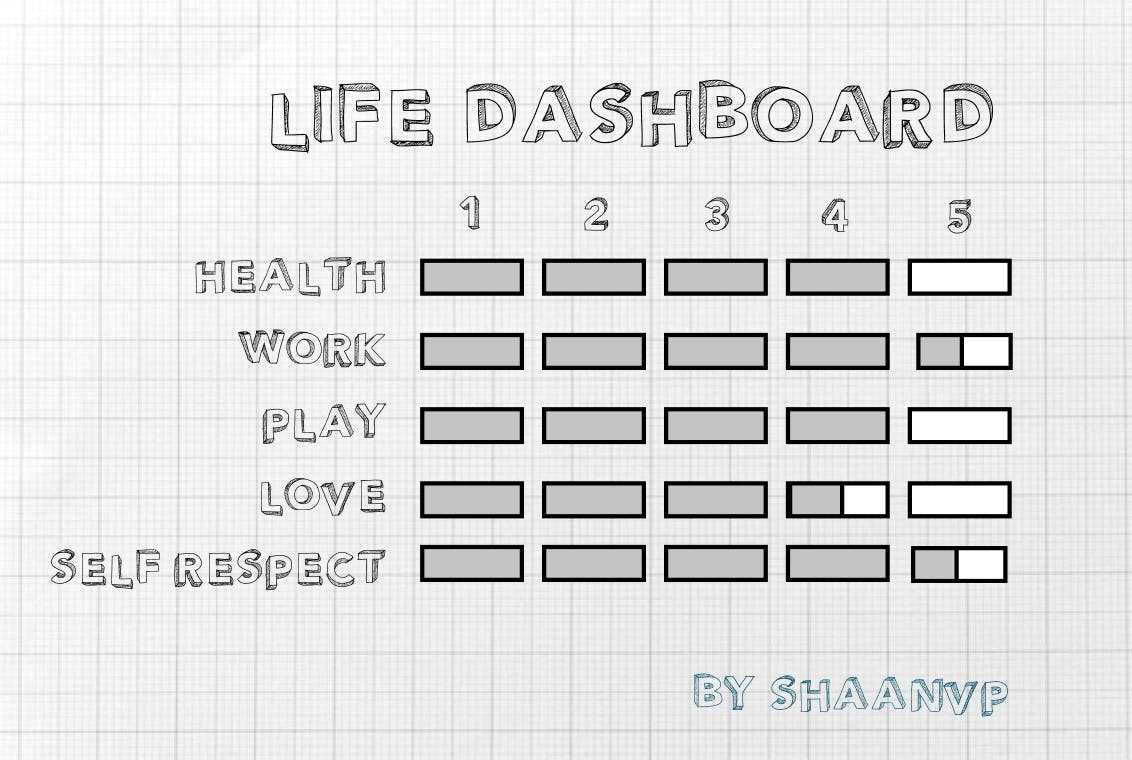 LIFE DASHBOARD
1 2 3 4 5
HEALTH
WORK
PLAY
LOVE
SELF RESPECT
BY SHAANVP